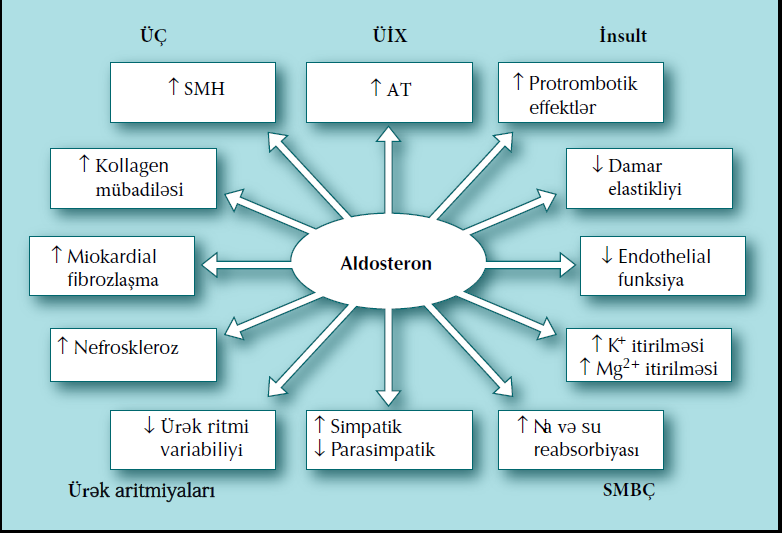 ÜÇ
ÜİX
İnsult
↑ SMH
↑ AT
↑ Protrombotik
effektlər
↑ Kollagen
mübadiləsi
↓ Damar
elastikliyi
↑ Miokardial
fibrozlaşma
Aldosteron
↓ Endothelial
funksiya
↑ Nefroskleroz
↑ K+ itirilməsi
↑ Mg2+ itirilməsi
↓ Ürək ritmi
variabiliyi
↑ Simpatik
↓ Parasimpatik
↑ Na və su
reabsorbiyası
Ürək aritmiyaları
SMBÇ